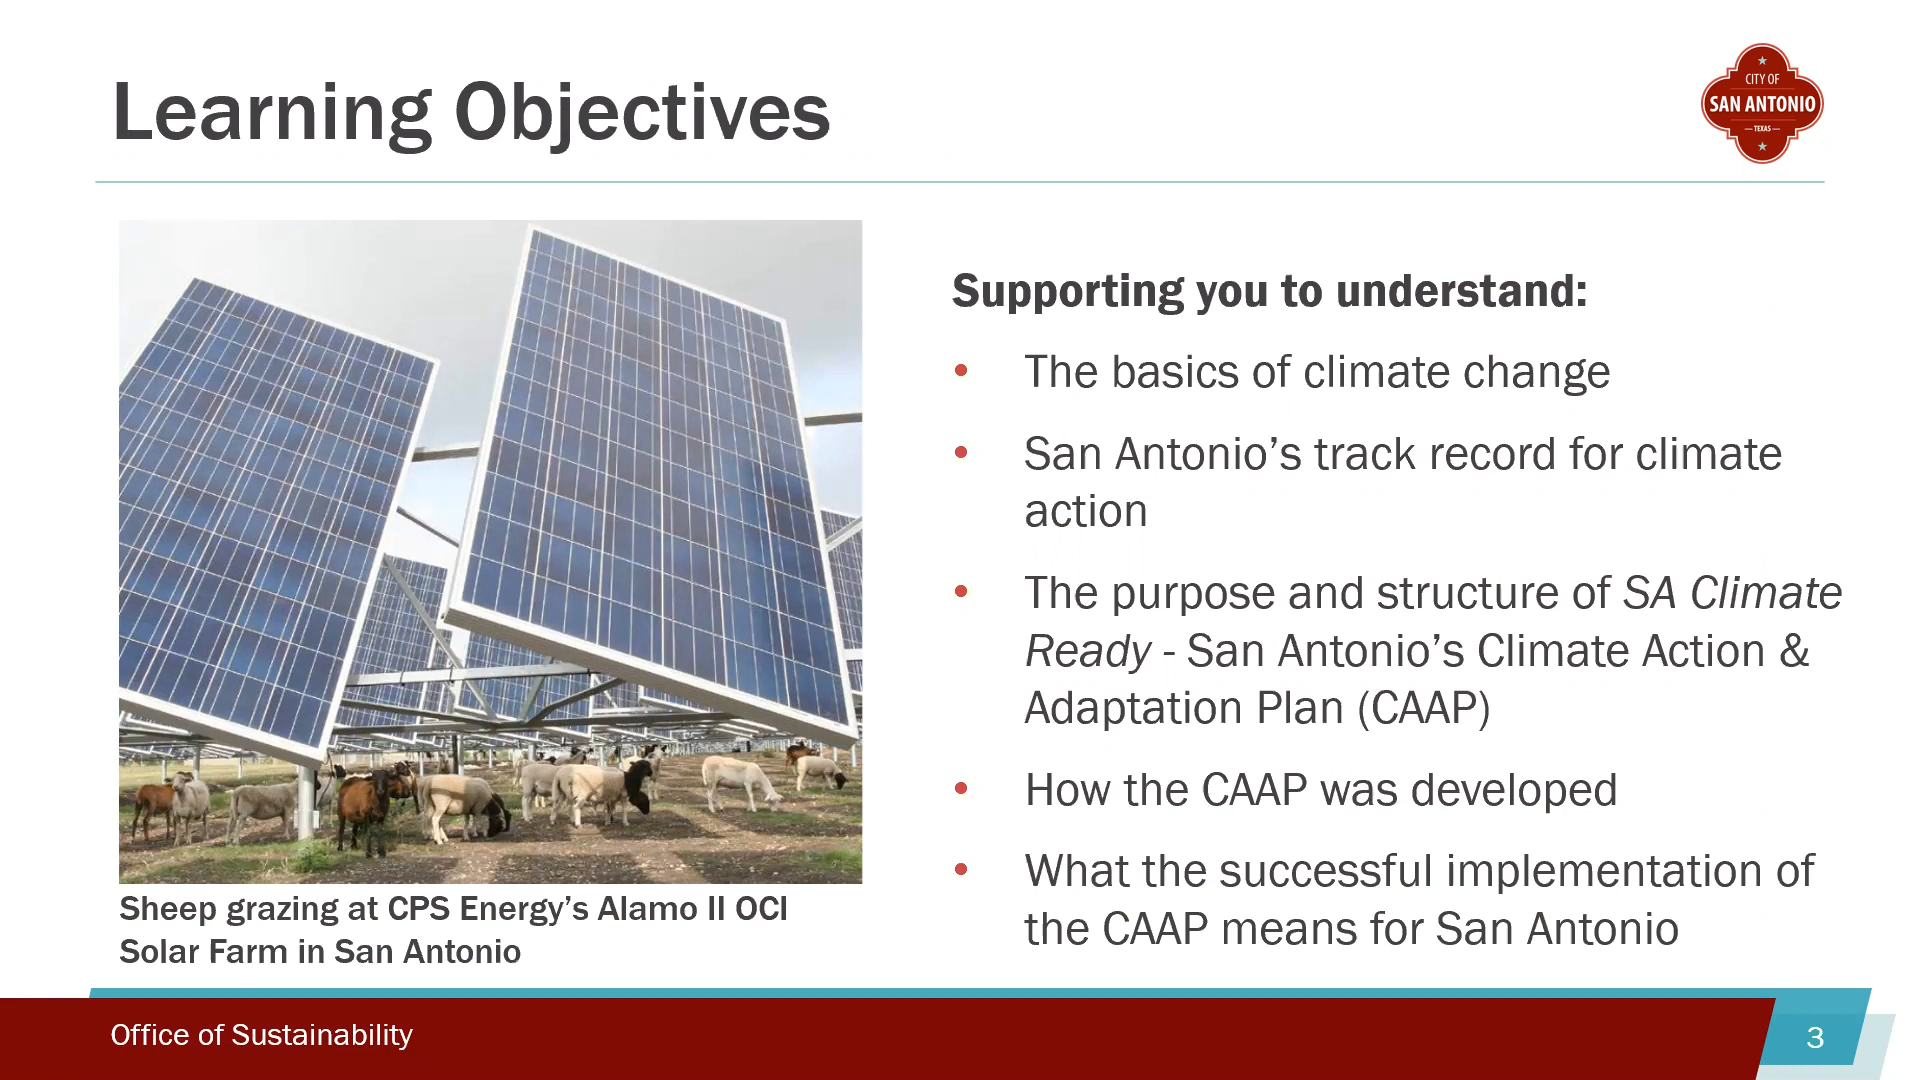 Learning Objectives
CITY OF
SAN ANTONIO
TEXAS
Supporting you to understand:
• The basics of climate change
• San Antonio’s track record for climate
action
• The purpose and structure of SA Climate
Ready - San Antonio’s Climate Action &
Adaptation Plan (CAAP)
• How the CAAP was developed
• What the successful implementation of
the CAAP means for San Antonio
Sheep grazing at CPS Energy’s Alamo II OCI
Solar Farm in San Antonio
Office of Sustainability
3